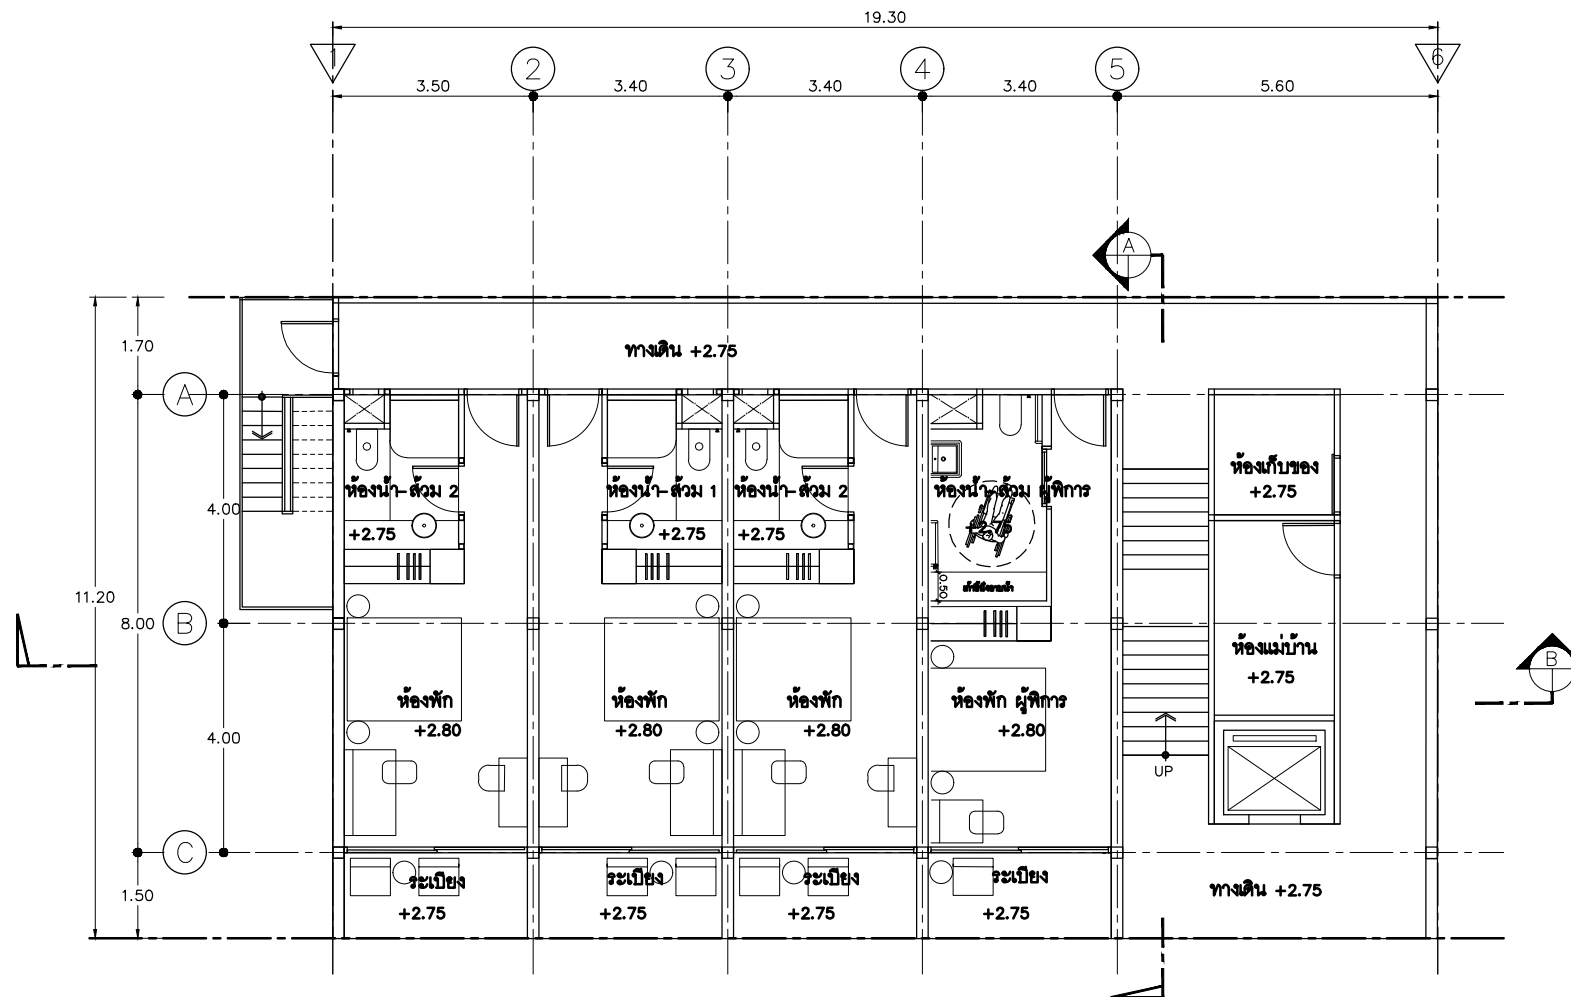 19.30
1
2
3
4
5
6
3.50
3.40
3.40
3.40
5.60
A
1.70
ทางเดิน +2.75
A
ห้องเก็บของ
+2.75
ห้องน้ำ-ส้วม 2
ห้องน้ำ-ส้วม 1
ห้องน้ำ-ส้วม 2
ห้องน้ำ-ส้วม ผู้พิการ
4.00
+2.75
+2.75
+2.75
0.50
11.20
8.00
B
ห้องแม่บ้าน
+2.75
B
ห้องพัก
+2.80
ห้องพัก
+2.80
ห้องพัก
+2.80
ห้องพัก ผู้พิการ
+2.80
4.00
UP
C
ระเบียง
ระเบียง
ระเบียง
ระเบียง
1.50
ทางเดิน +2.75
+2.75
+2.75
+2.75
+2.75